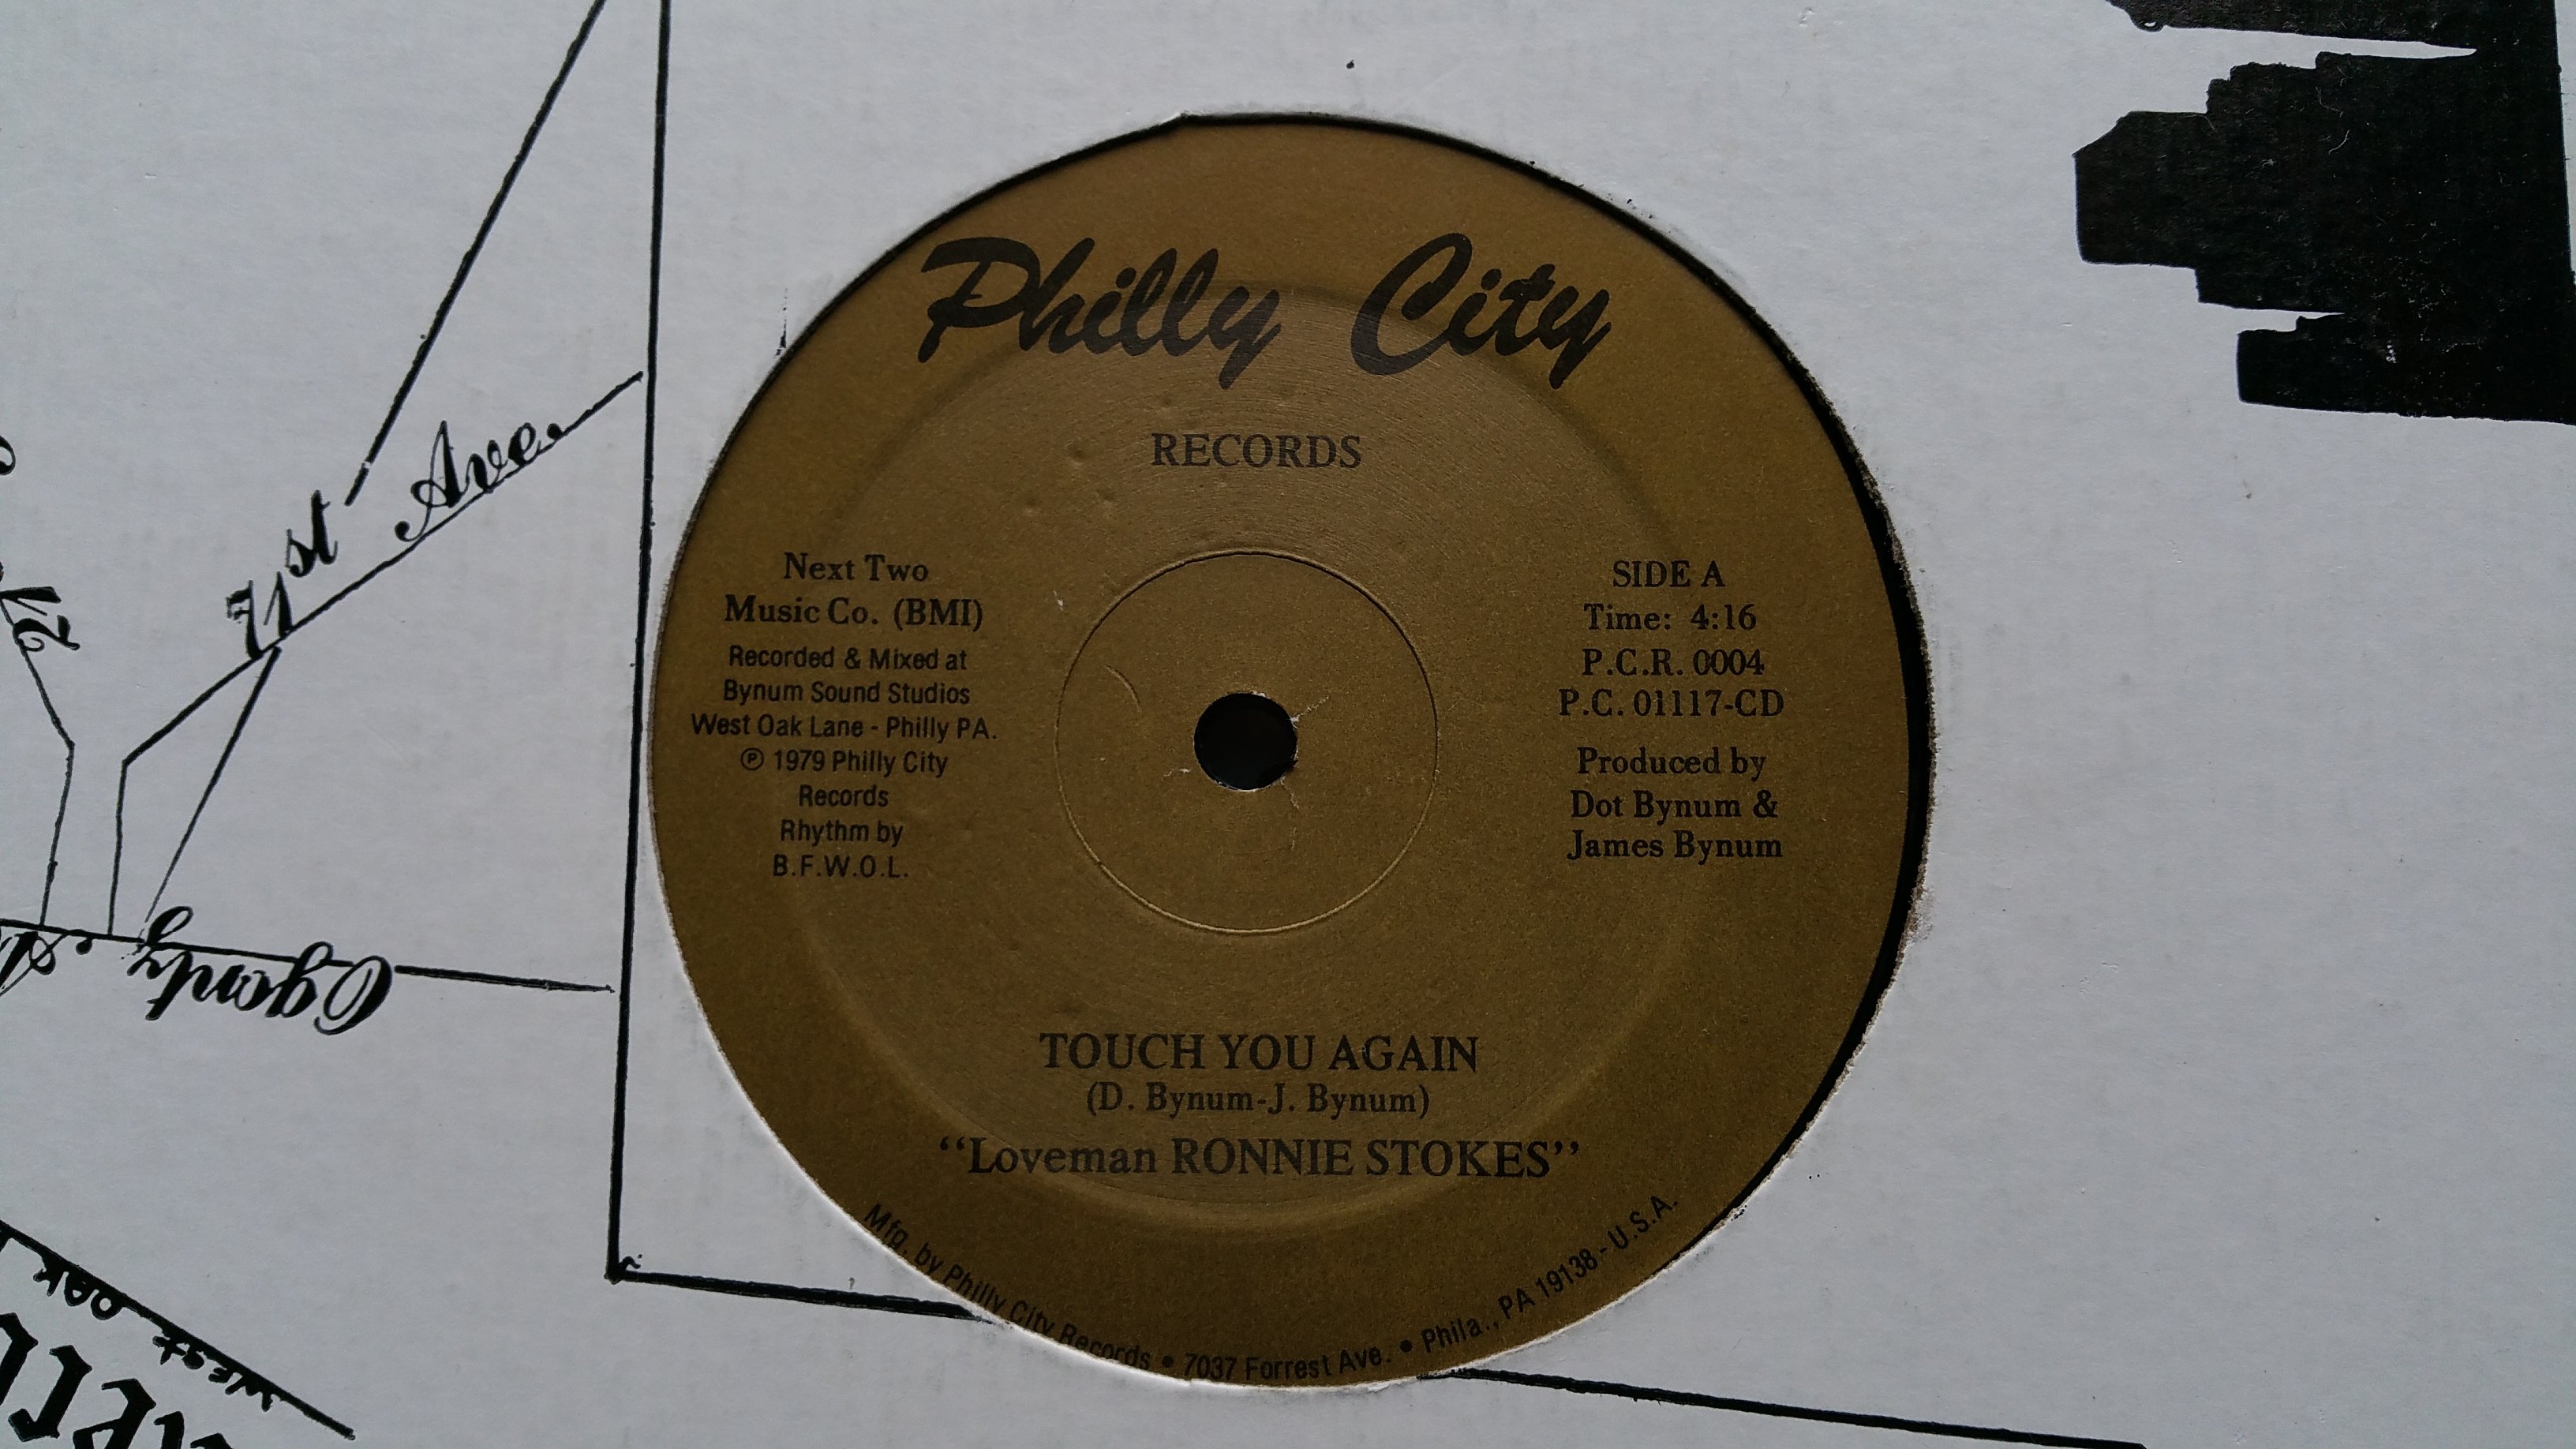 Philly City
RECORDS
Next Two
Music Co. (BMI)
Recorded & Mixed at
Bynum Sound Studios
West Oak Lane - Philly PA.
℗ 1979 Philly City
Records
Rhythm by
B.F.W.O.L.
SIDE A
Time: 4:16
P.C.R. 0004
P.C. 01117-CD
Produced by
Dot Bynum &
James Bynum
TOUCH YOU AGAIN
(D. Bynum-J. Bynum)
"Loveman RONNIE STOKES"
Mfg. by Philly City Records • 7037 Forrest Ave. • Phila., PA 19138 - U.S.A.
71st Ave.
Ogontz
WEST OAK